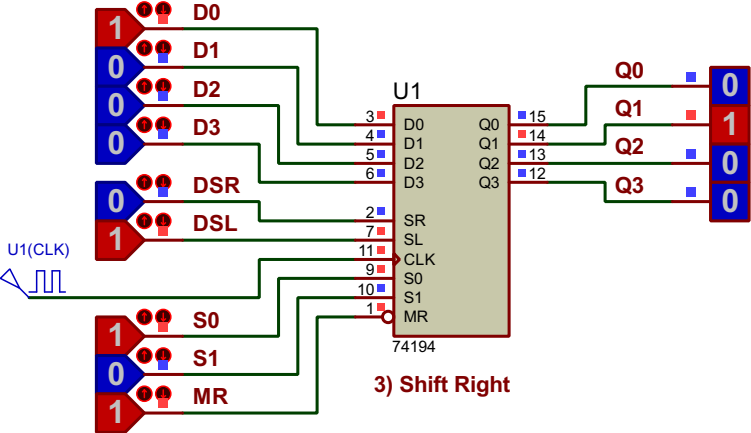 1 D0
0 D1
0 D2
0 D3
0 DSR
1 DSL
U1(CLK)
1 S0
0 S1
1 MR
U1
3 D0 Q0 15
4 D1 Q1 14
5 D2 Q2 13
6 D3 Q3 12
2 SR
7 SL
11 CLK
9 S0
10 S1
1 MR
74194
3) Shift Right
Q0 0
Q1 1
Q2 0
Q3 0